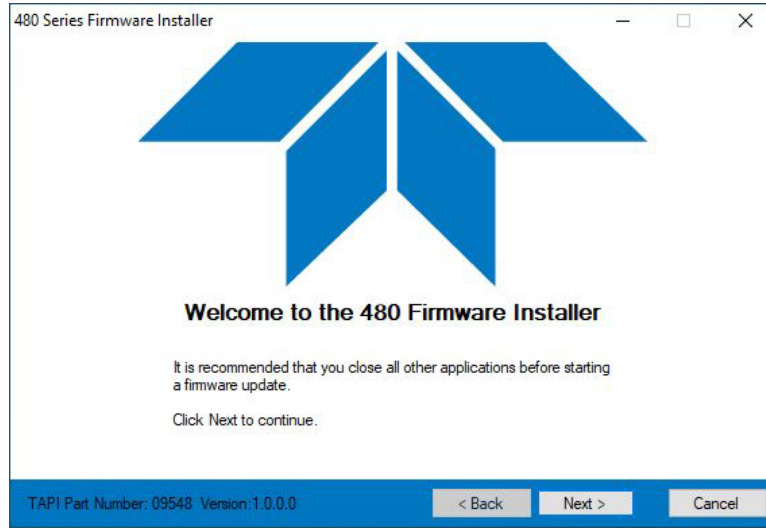 480 Series Firmware Installer
Welcome to the 480 Firmware Installer
It is recommended that you close all other applications before starting
a firmware update.
Click Next to continue.
TAPI Part Number: 09548 Version:1.0.0.0
< Back
Next >
Cancel